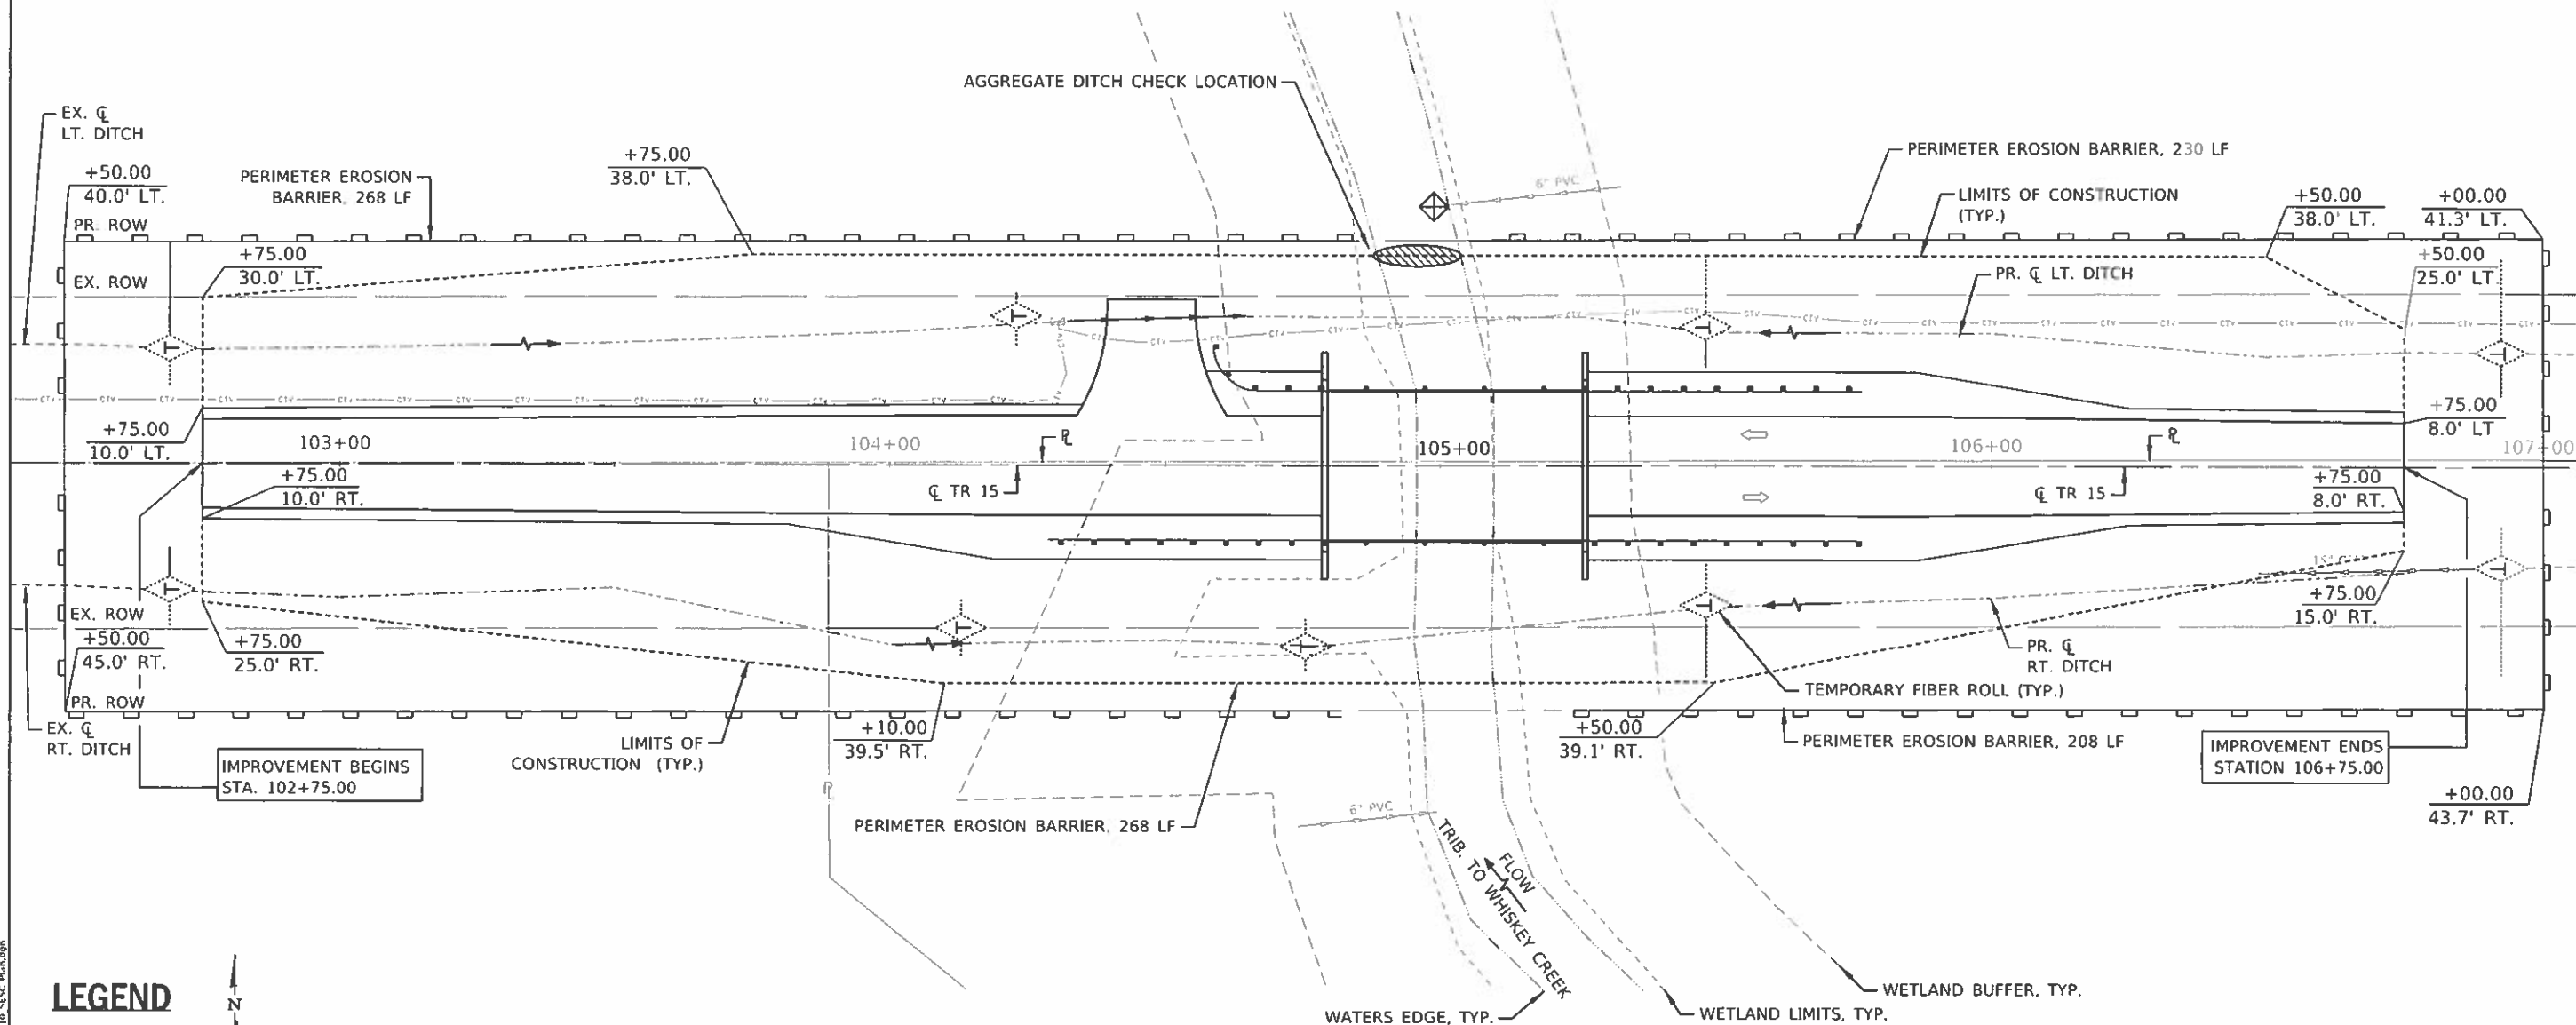 AGGREGATE DITCH CHECK LOCATION
EX. ℄
LT. DITCH
+50.00
40.0' LT.
PR. ROW
PERIMETER EROSION
BARRIER, 268 LF
+75.00
38.0' LT.
6" PVC
PERIMETER EROSION BARRIER, 230 LF
LIMITS OF CONSTRUCTION
(TYP.)
+50.00
38.0' LT.
+00.00
41.3' LT.
EX. ROW
+75.00
30.0' LT.
PR. ℄ LT. DITCH
+50.00
25.0' LT.
CTV
+75.00
10.0' LT.
103+00
104+00
105+00
106+00
107+00
+75.00
8.0' LT
℄ TR 15
℄ TR 15
+75.00
10.0' RT.
+75.00
8.0' RT.
EX. ROW
+50.00
45.0' RT.
+75.00
25.0' RT.
PR. ROW
+75.00
15.0' RT.
PR. ℄
RT. DITCH
TEMPORARY FIBER ROLL (TYP.)
EX. ℄
RT. DITCH
IMPROVEMENT BEGINS
STA. 102+75.00
LIMITS OF
CONSTRUCTION (TYP.)
+10.00
39.5' RT.
+50.00
39.1' RT.
PERIMETER EROSION BARRIER, 208 LF
IMPROVEMENT ENDS
STATION 106+75.00
+00.00
43.7' RT.
PERIMETER EROSION BARRIER, 268 LF
6" PVC
FLOW
TRIB. TO WHISKEY CREEK
WATERS EDGE, TYP.
WETLAND LIMITS, TYP.
WETLAND BUFFER, TYP.
LEGEND
N